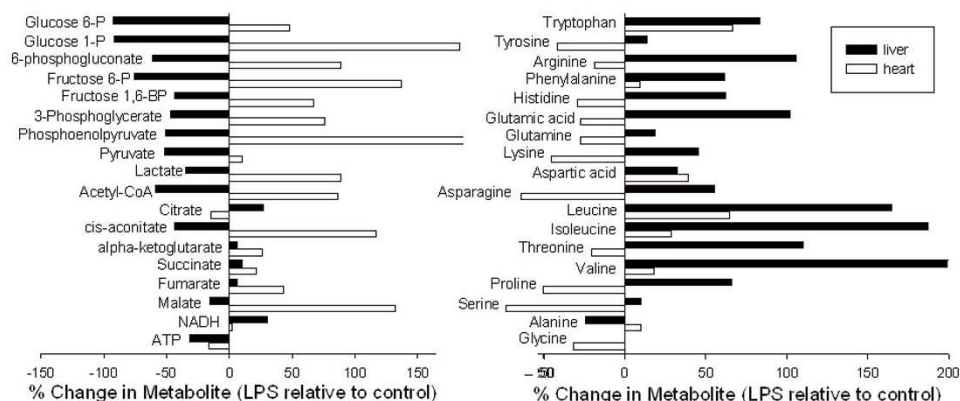 Glucose 6-P
Glucose 1-P
6-phosphogluconate
Fructose 6-P
Fructose 1,6-BP
3-Phosphoglycerate
Phosphoenolpyruvate
Pyruvate
Lactate
Acetyl-CoA
Citrate
cis-aconitate
alpha-ketoglutarate
Succinate
Fumarate
Malate
NADH
ATP
-150 -100 -50 0 50 100 150
% Change in Metabolite (LPS relative to control)
Tryptophan
Tyrosine
Arginine
Phenylalanine
Histidine
Glutamic acid
Glutamine
Lysine
Aspartic acid
Asparagine
Leucine
Isoleucine
Threonine
Valine
Proline
Serine
Alanine
Glycine
-50 0 50 100 150 200
% Change in Metabolite (LPS relative to control)
liver
heart